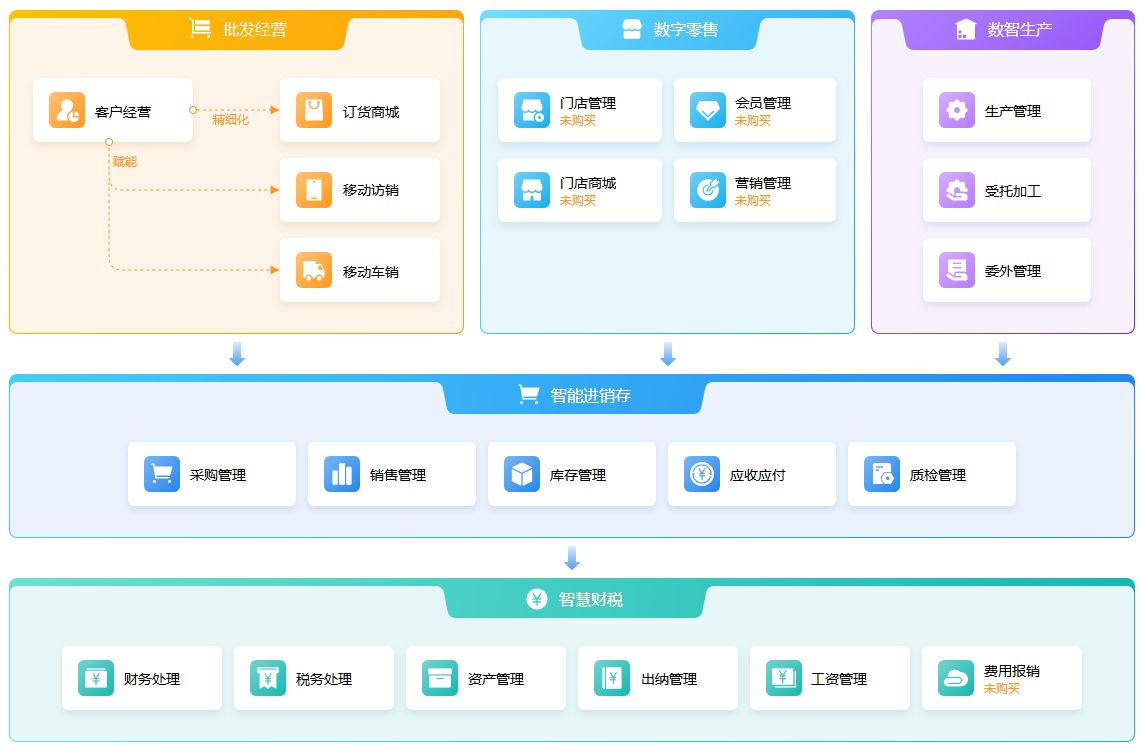 批发经营
客户经营
精细化
订货商城
赋能
移动访销
移动车销
数字零售
门店管理
未购买
会员管理
未购买
门店商城
未购买
营销管理
未购买
数智生产
生产管理
受托加工
委外管理
智能进销存
采购管理
销售管理
库存管理
应收应付
质检管理
智慧财税
财务处理
税务处理
资产管理
出纳管理
工资管理
费用报销
未购买